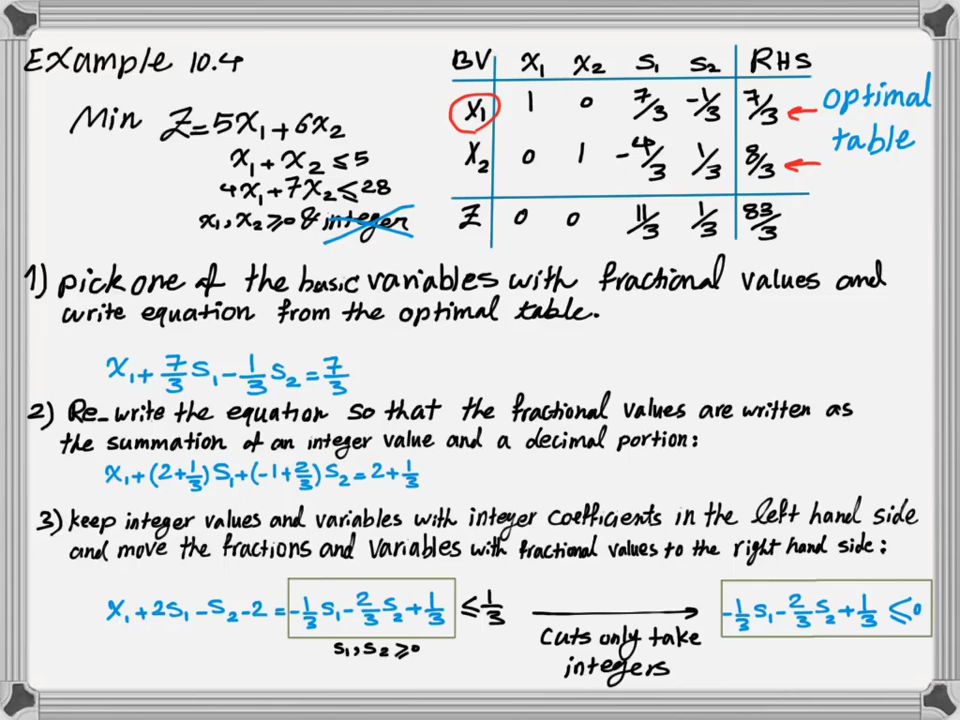 Example 10.4
Min Z=5X1+6X2
X1+X2≤5
4X1+7X2≤28
X1,X2≥0 & integer
BV X1 X2 S1 S2 RHS
X1 1 0 7/3 -1/3 7/3
X2 0 1 -4/3 1/3 8/3
Z 0 0 11/3 1/3 83/3
optimal
table
1) pick one of the basic variables with fractional values and
write equation from the optimal table.
X1+7/3 S1-1/3 S2=7/3
2) Re-write the equation so that the fractional values are written as
the summation of an integer value and a decimal portion:
X1+(2+1/3)S1+(-1+2/3)S2=2+1/3
3) keep integer values and variables with integer coefficients in the left hand side
and move the fractions and variables with fractional values to the right hand side:
X1+2S1-S2-2=-1/3 S1-2/3 S2+1/3 ≤1/3
S1,S2≥0
Cuts only take
integers
-1/3 S1-2/3 S2+1/3 ≤0